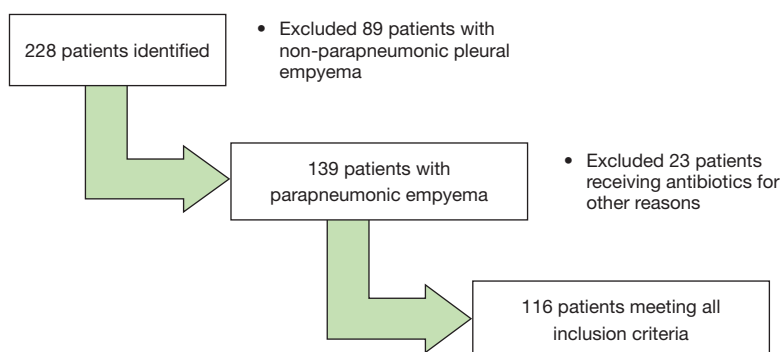 228 patients identified
• Excluded 89 patients with
non-parapneumonic pleural
empyema
139 patients with
parapneumonic empyema
• Excluded 23 patients
receiving antibiotics for
other reasons
116 patients meeting all
inclusion criteria